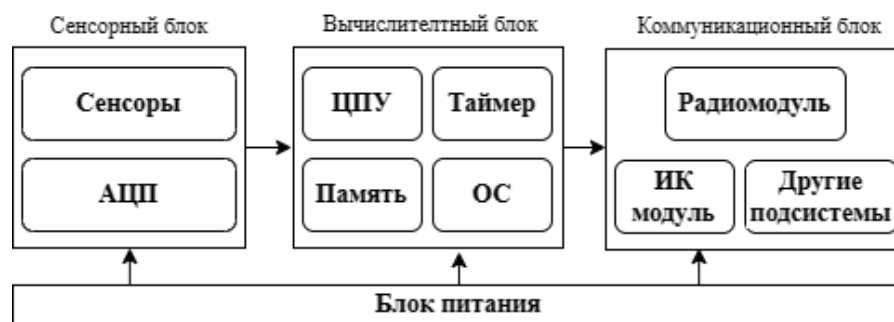 Сенсорный блок
Вычислителтный блок
Коммуникационный блок
Сенсоры
ЦПУ
Таймер
Радиомодуль
АЦП
Память
ОС
ИК
модуль
Другие
подсистемы
Блок питания